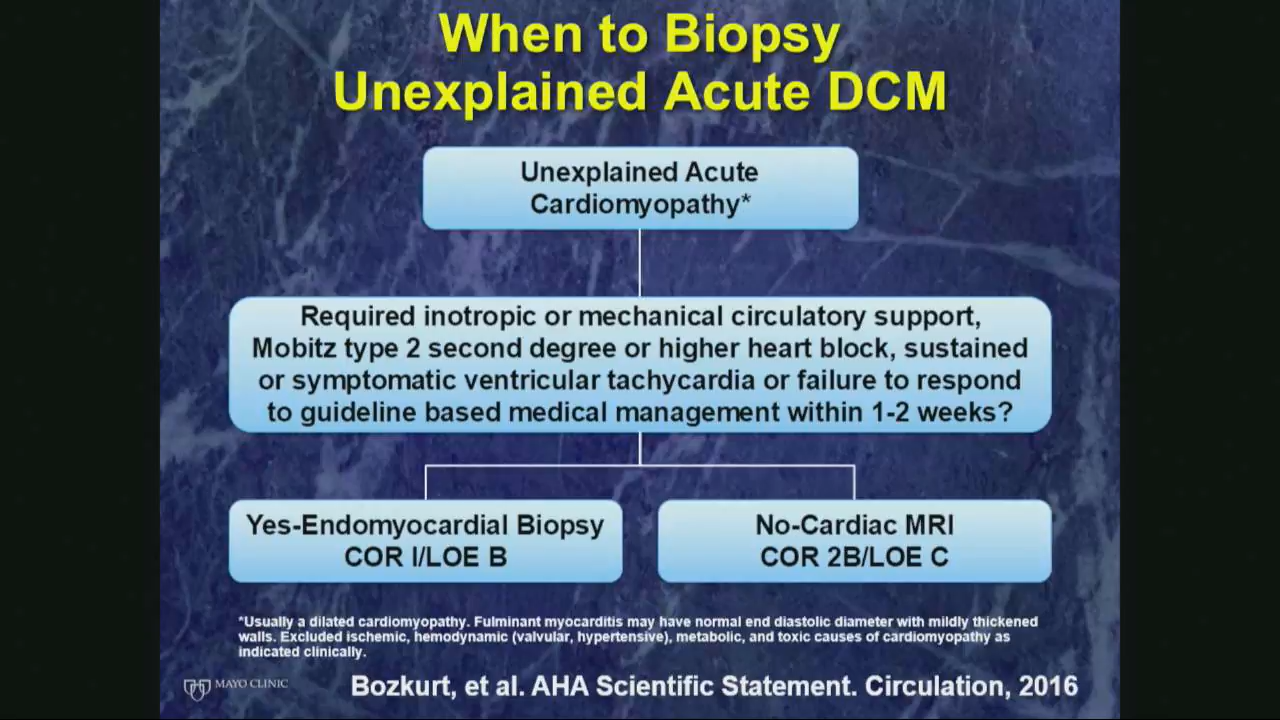 When to Biopsy
Unexplained Acute DCM
Unexplained Acute
Cardiomyopathy*
Required inotropic or mechanical circulatory support,
Mobitz type 2 second degree or higher heart block, sustained
or symptomatic ventricular tachycardia or failure to respond
to guideline based medical management within 1-2 weeks?
Yes-Endomyocardial Biopsy
COR I/LOE B
No-Cardiac MRI
COR 2B/LOE C
*Usually a dilated cardiomyopathy. Fulminant myocarditis may have normal end diastolic diameter with mildly thickened
walls. Excluded ischemic, hemodynamic (valvular, hypertensive), metabolic, and toxic causes of cardiomyopathy as
indicated clinically.
MAYO CLINIC
Bozkurt, et al. AHA Scientific Statement. Circulation, 2016